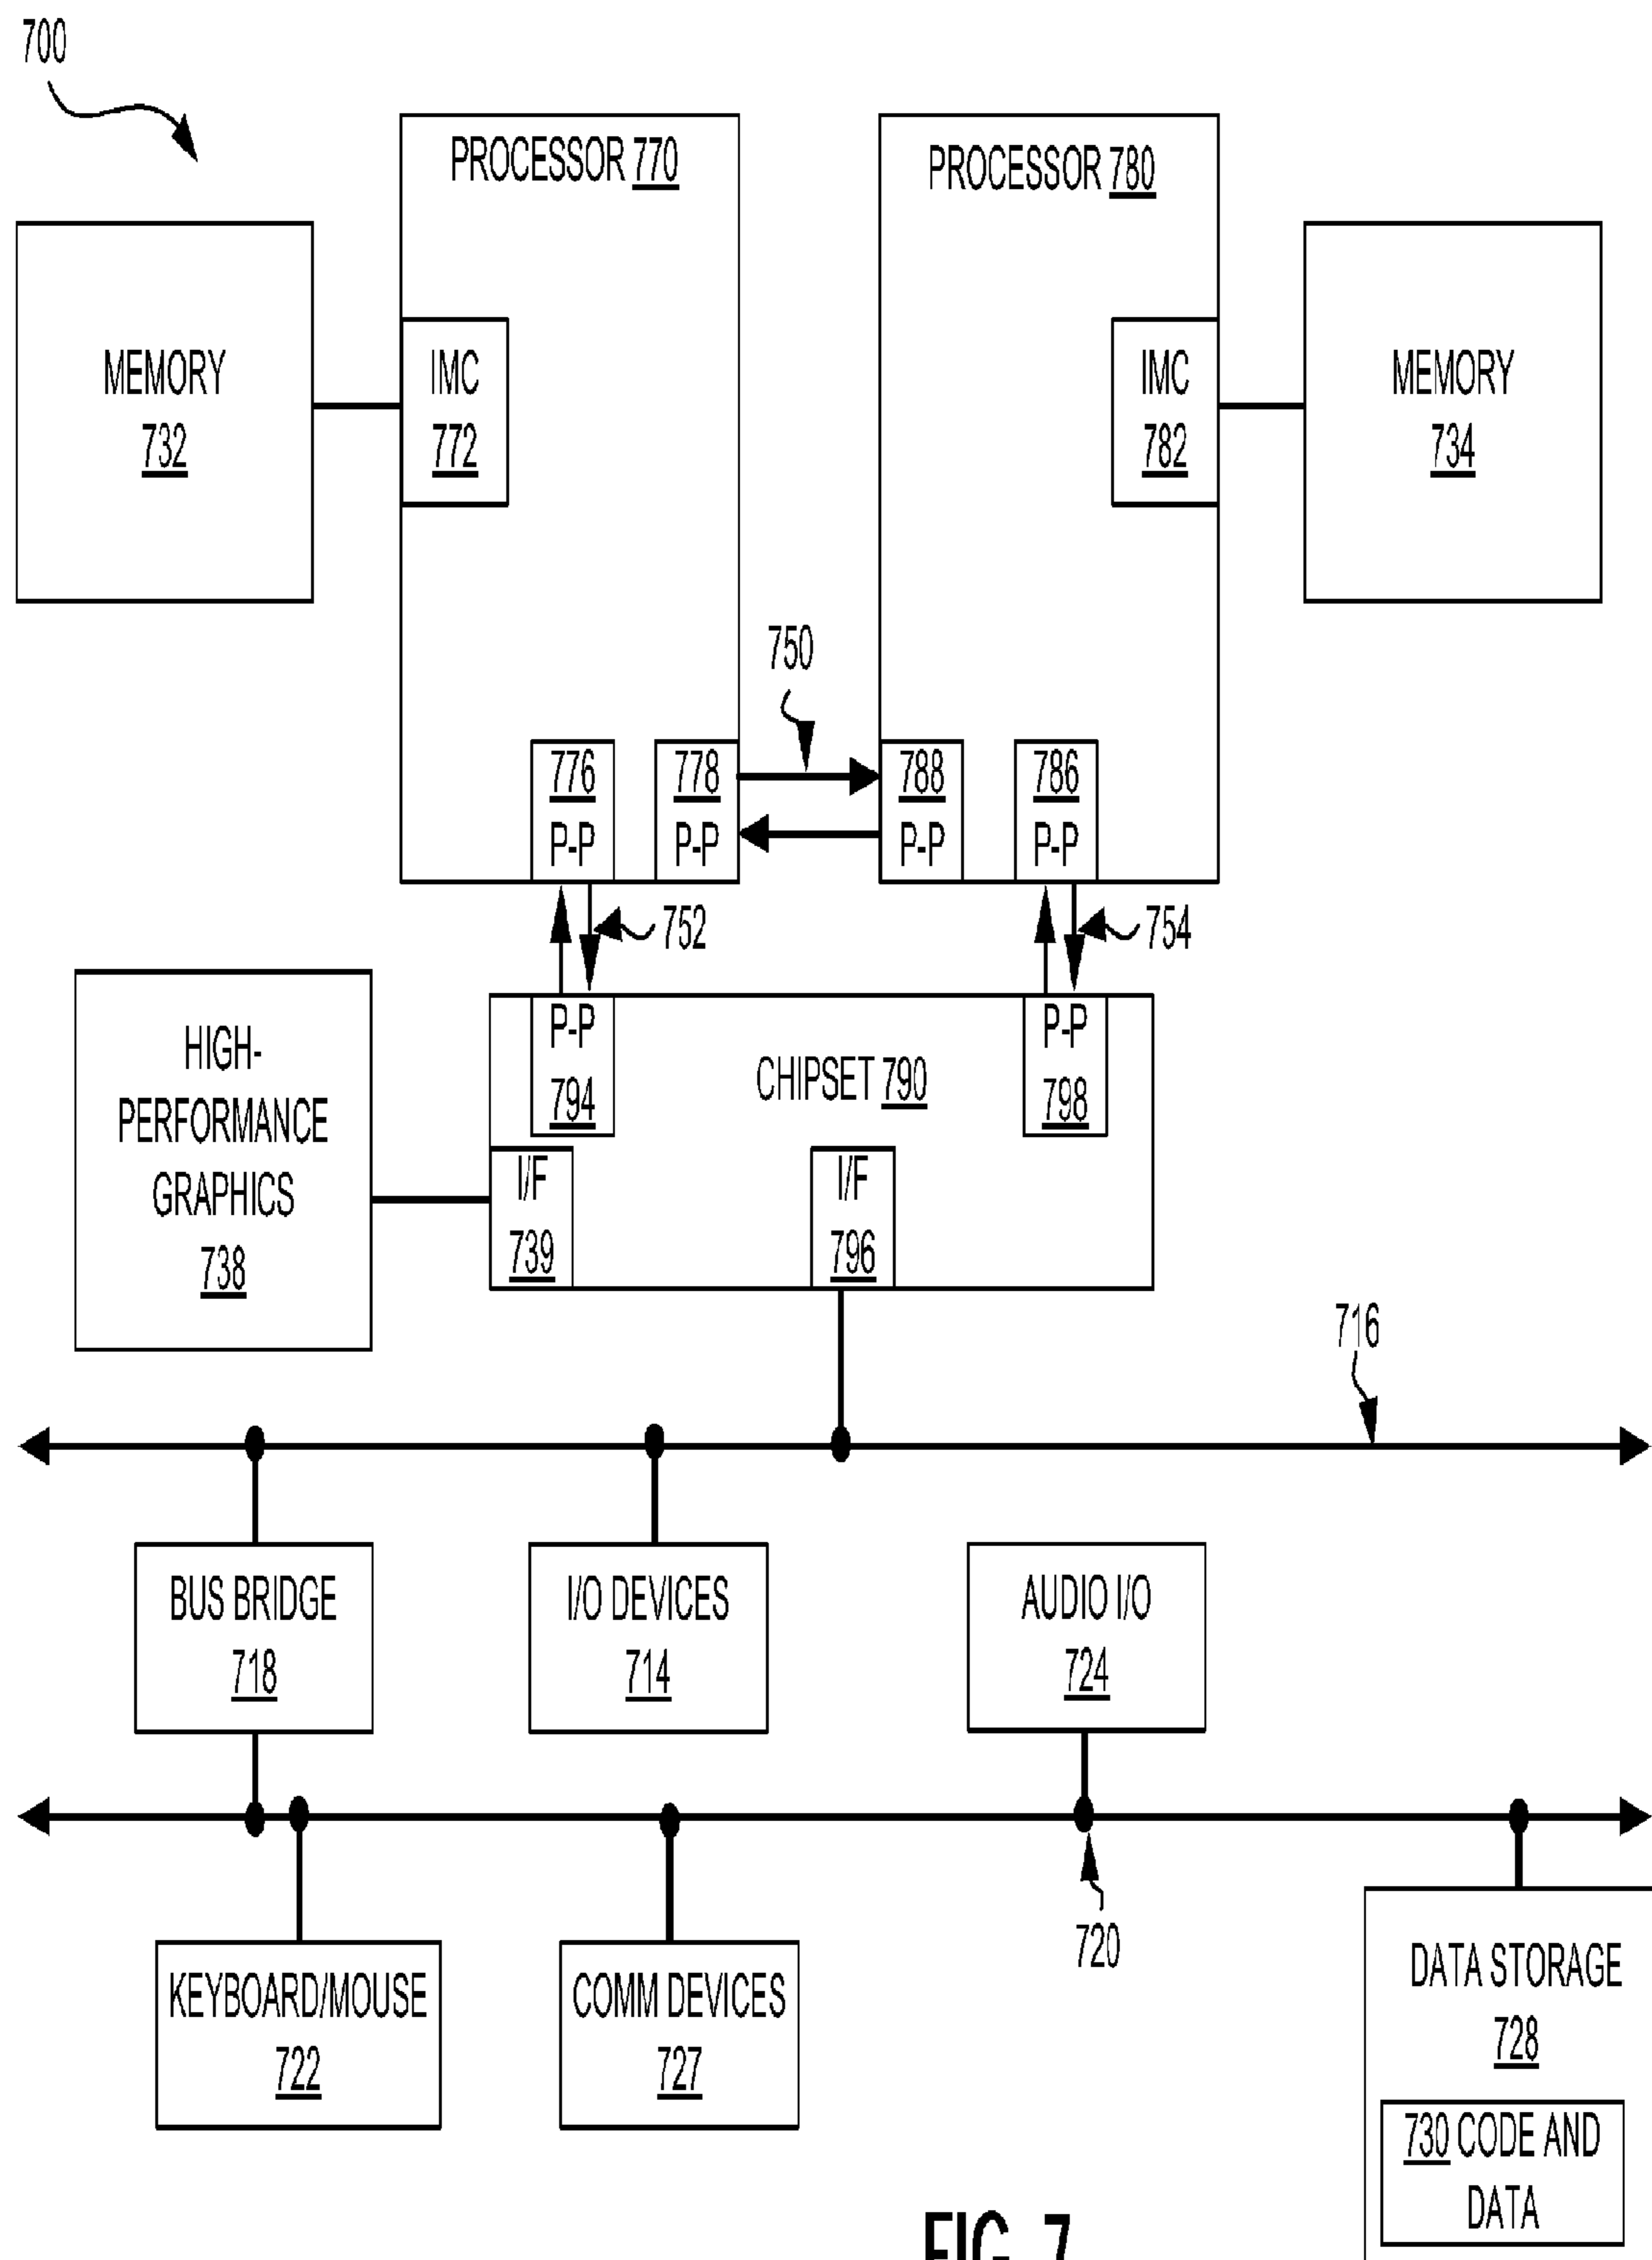 700
PROCESSOR 770
PROCESSOR 780
MEMORY
732
IMC
772
IMC
782
MEMORY
734
750
776
P-P
778
P-P
788
P-P
786
P-P
752
754
HIGH-
PERFORMANCE
GRAPHICS
738
P-P
794
CHIPSET 790
P-P
798
I/F
739
I/F
796
716
BUS BRIDGE
718
I/O DEVICES
714
AUDIO I/O
724
720
KEYBOARD/MOUSE
722
COMM DEVICES
727
DATA STORAGE
728
730 CODE AND
DATA
FIG. 7